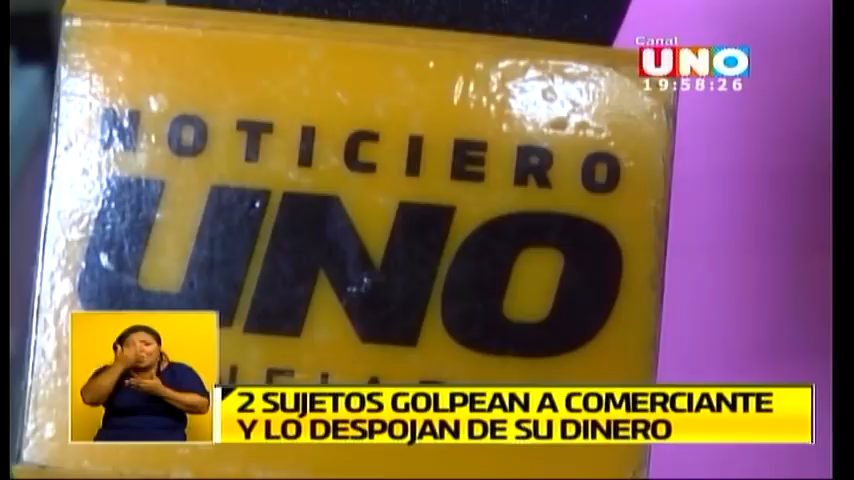 Canal
UNO
19:58:26
NOTICIERO
UNO
2 SUJETOS GOLPEAN A COMERCIANTE
Y LO DESPOJAN DE SU DINERO